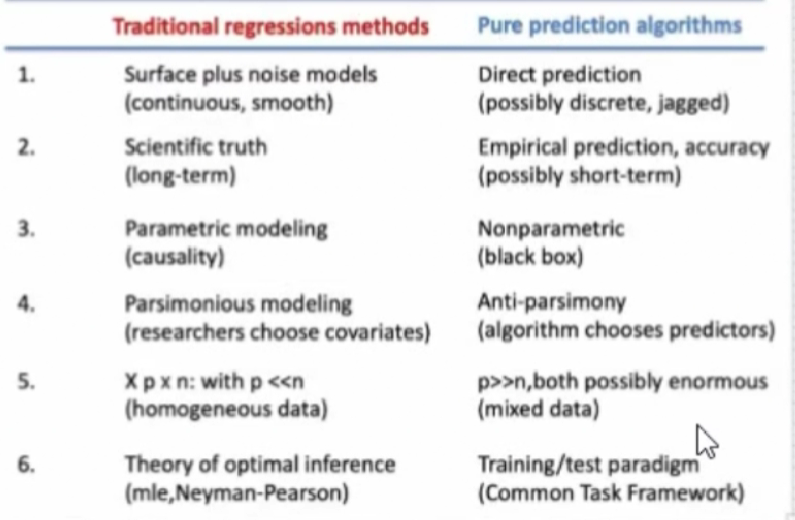 Traditional regressions methods Pure prediction algorithms
1. Surface plus noise models Direct prediction
(continuous, smooth) (possibly discrete, jagged)
2. Scientific truth Empirical prediction, accuracy
(long-term) (possibly short-term)
3. Parametric modeling Nonparametric
(causality) (black box)
4. Parsimonious modeling Anti-parsimony
(researchers choose covariates) (algorithm chooses predictors)
5. X p x n: with p <<n p>>n,both possibly enormous
(homogeneous data) (mixed data)
6. Theory of optimal inference Training/test paradigm
(mle,Neyman-Pearson) (Common Task Framework)